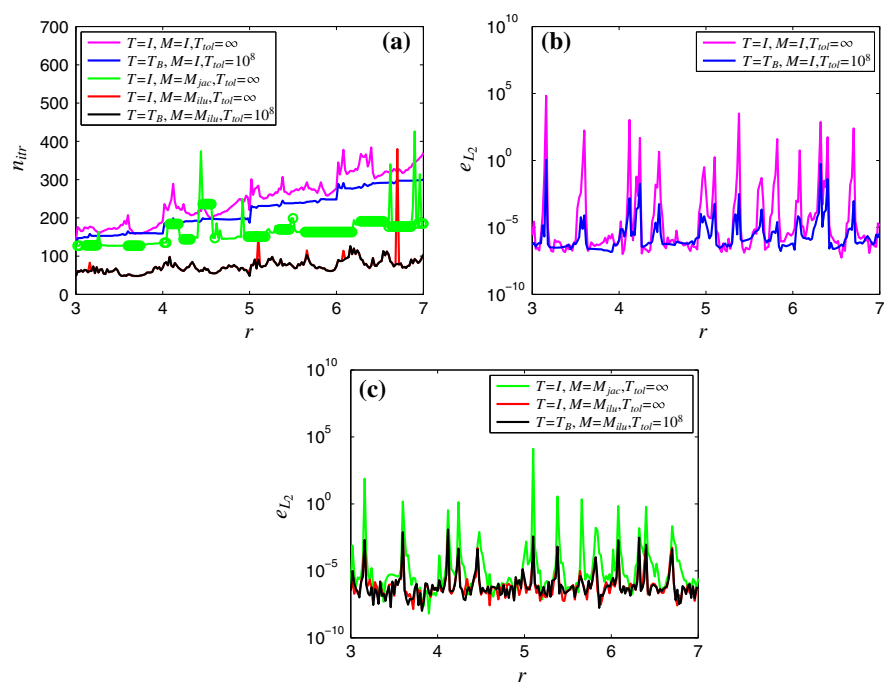 (a)
700
600
500
400
300
200
100
0
n_itr
T=I, M=I,T_tol=∞
T=T_B, M=I,T_tol=10^8
T=I, M=M_jac,T_tol=∞
T=I, M=M_ilu,T_tol=∞
T=T_B, M=M_ilu,T_tol=10^8
3 4 5 6 7
r
(b)
10^10
10^5
10^0
10^−5
10^−10
e_L_2
T=I, M=I,T_tol=∞
T=T_B, M=I,T_tol=10^8
3 4 5 6 7
r
(c)
10^10
10^5
10^0
10^−5
10^−10
e_L_2
T=I, M=M_jac,T_tol=∞
T=I, M=M_ilu,T_tol=∞
T=T_B, M=M_ilu,T_tol=10^8
3 4 5 6 7
r